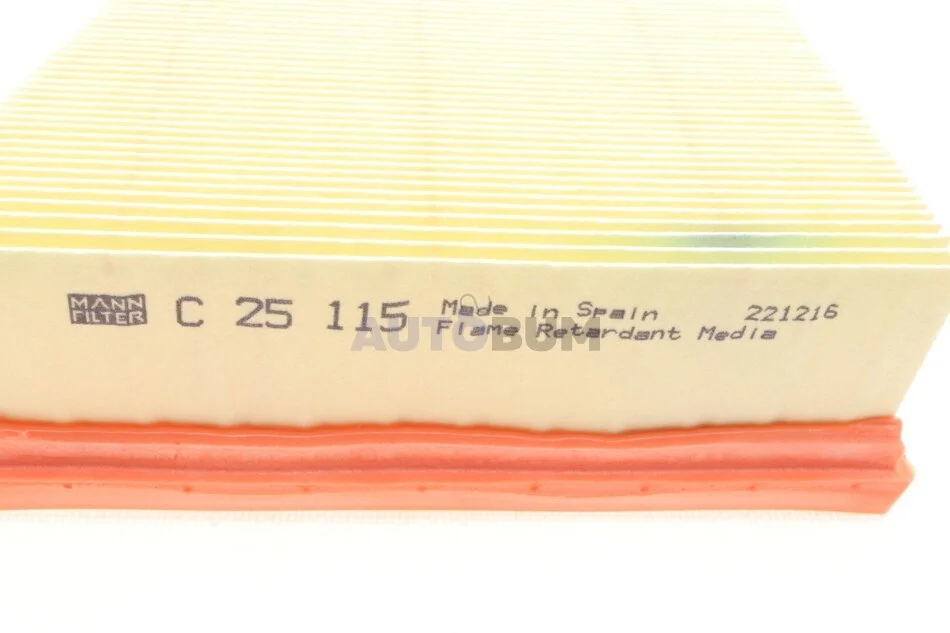 MANN
FILTER
C 25 115
Made in Spain
Flame Retardant Media
221216
AUTOBUM